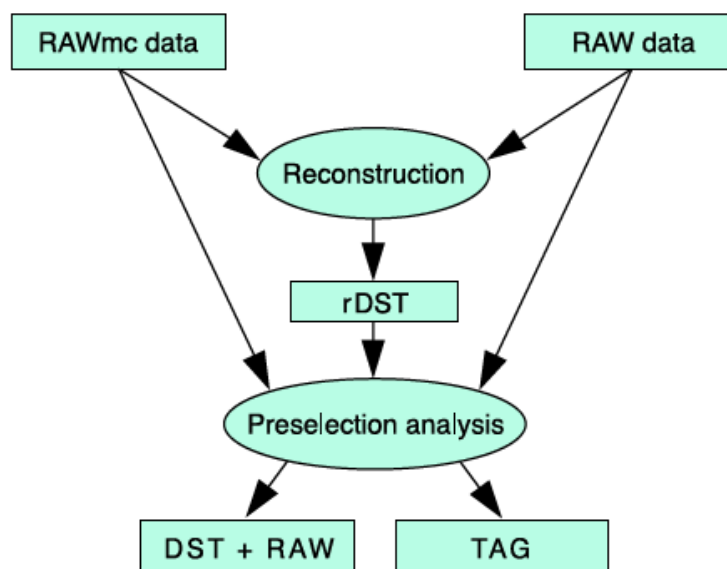 RAWmc data
RAW data
Reconstruction
rDST
Preselection analysis
DST + RAW
TAG